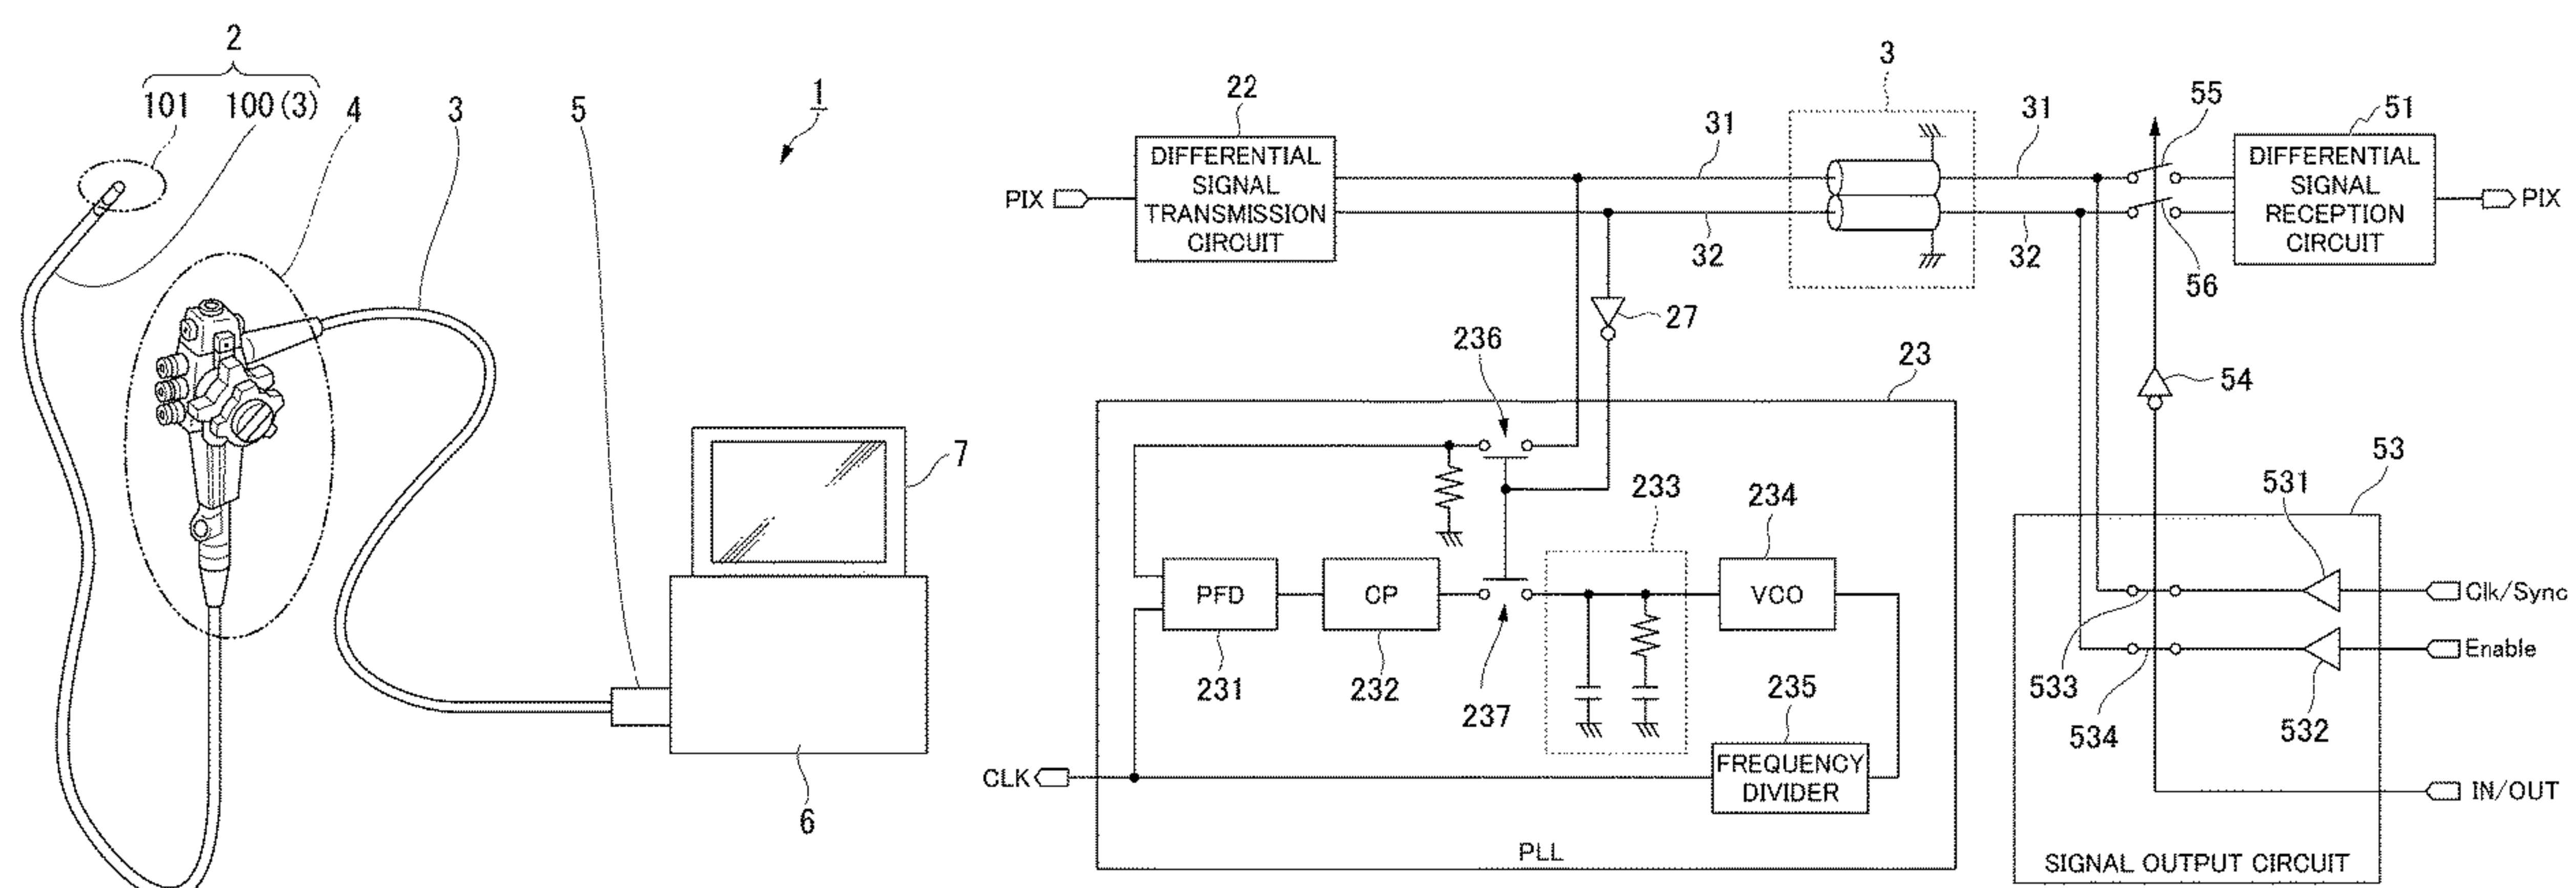 2
101 100(3) 4 3 5 1
7
6
3
22 31 31 55 51
DIFFERENTIAL
SIGNAL
TRANSMISSION
CIRCUIT
PIX
DIFFERENTIAL
SIGNAL
RECEPTION
CIRCUIT
PIX
32 32 56
27
236 23 54
233 234 531 53
PFD CP VCO
231 232 237 235
FREQUENCY
DIVIDER
CLK
PLL
Clk/Sync
Enable
533
534 532
IN/OUT
SIGNAL OUTPUT CIRCUIT